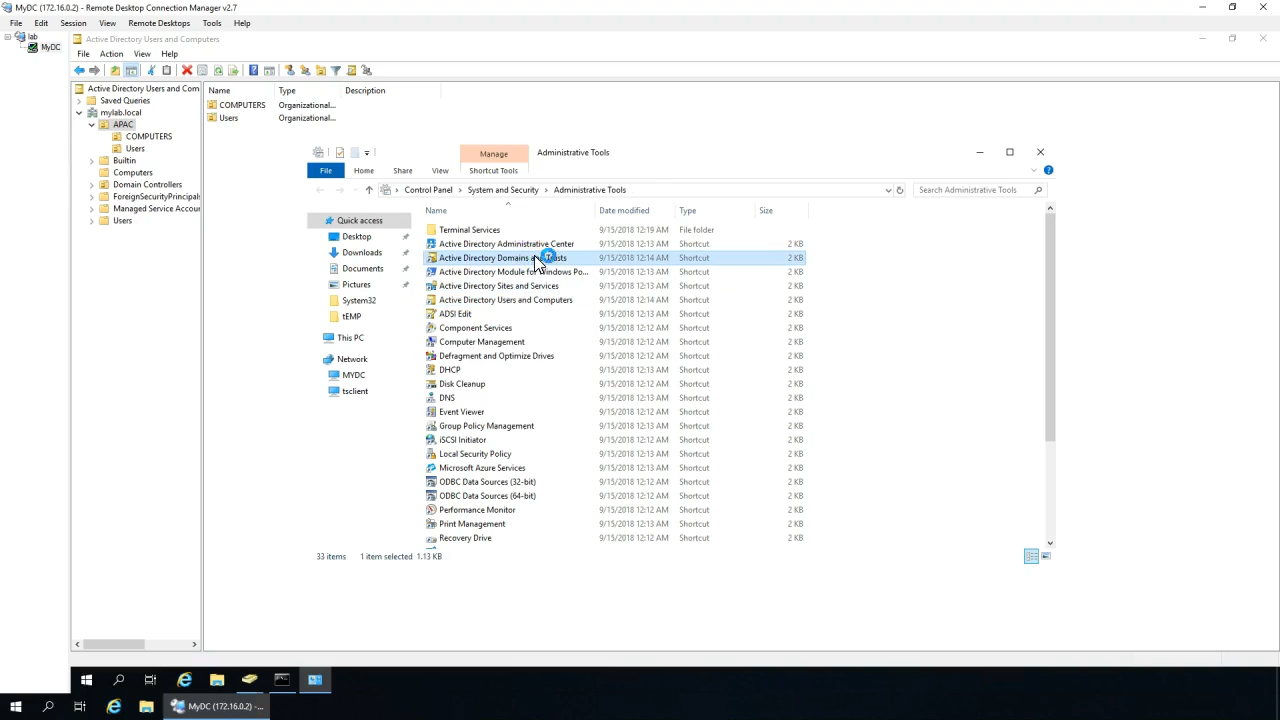 MyDC (172.16.0.2) - Remote Desktop Connection Manager v2.7
File Edit Session View Remote Desktops Tools Help
lab
MyDC
Active Directory Users and Computers
File Action View Help
Active Directory Users and Com
Saved Queries
mylab.local
APAC
COMPUTERS
Users
Builtin
Computers
Domain Controllers
ForeignSecurityPrincipals
Managed Service Accour
Users
Name Type Description
COMPUTERS Organizational...
Users Organizational...
Manage Administrative Tools
File Home Share View Shortcut Tools
Control Panel System and Security Administrative Tools Search Administrative Tools
Quick access
Desktop
Downloads
Documents
Pictures
System32
tEMP
This PC
Network
MYDC
tsclient
Name Date modified Type Size
Terminal Services 9/15/2018 12:19 AM File folder
Active Directory Administrative Center 9/15/2018 12:13 AM Shortcut 2 KB
Active Directory Domains 9/15/2018 12:14 AM Shortcut 2 KB
Active Directory Module for Windows Po... 9/15/2018 12:13 AM Shortcut 2 KB
Active Directory Sites and Services 9/15/2018 12:13 AM Shortcut 2 KB
Active Directory Users and Computers 9/15/2018 12:14 AM Shortcut 2 KB
ADSI Edit 9/15/2018 12:13 AM Shortcut 2 KB
Component Services 9/15/2018 12:12 AM Shortcut 2 KB
Computer Management 9/15/2018 12:12 AM Shortcut 2 KB
Defragment and Optimize Drives 9/15/2018 12:12 AM Shortcut 2 KB
DHCP 9/15/2018 12:13 AM Shortcut 2 KB
Disk Cleanup 9/15/2018 12:12 AM Shortcut 2 KB
DNS 9/15/2018 12:13 AM Shortcut 2 KB
Event Viewer 9/15/2018 12:12 AM Shortcut 2 KB
Group Policy Management 9/15/2018 12:13 AM Shortcut 2 KB
iSCSI Initiator 9/15/2018 12:12 AM Shortcut 2 KB
Local Security Policy 9/15/2018 12:13 AM Shortcut 2 KB
Microsoft Azure Services 9/15/2018 12:13 AM Shortcut 2 KB
ODBC Data Sources (32-bit) 9/15/2018 12:12 AM Shortcut 2 KB
ODBC Data Sources (64-bit) 9/15/2018 12:12 AM Shortcut 2 KB
Performance Monitor 9/15/2018 12:12 AM Shortcut 2 KB
Print Management 9/15/2018 12:13 AM Shortcut 2 KB
Recovery Drive 9/15/2018 12:12 AM Shortcut 2 KB
33 items 1 item selected 1.13 KB
MyDC (172.16.0.2) -...